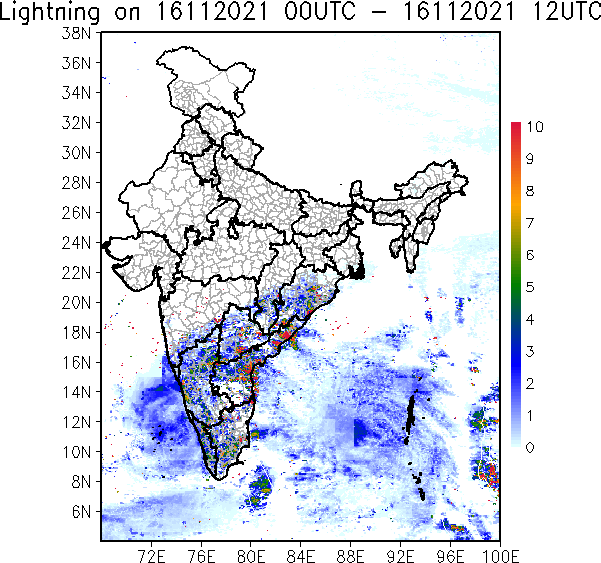 Lightning on 16112021 00UTC – 16112021 12UTC
38N
36N
34N
32N
30N
28N
26N
24N
22N
20N
18N
16N
14N
12N
10N
8N
6N
72E 76E 80E 84E 88E 92E 96E 100E
10
9
8
7
6
5
4
3
2
1
0